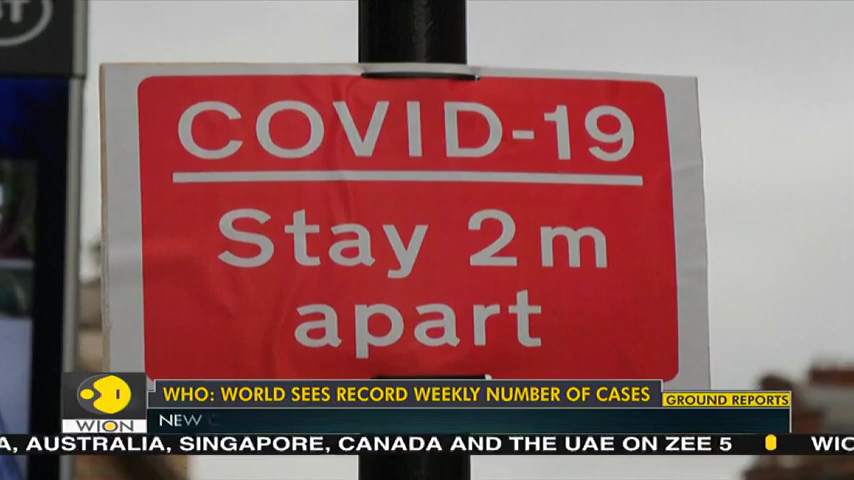 COVID-19
Stay 2m
apart
WHO: WORLD SEES RECORD WEEKLY NUMBER OF CASES
GROUND REPORTS
WION
NEW
A, AUSTRALIA, SINGAPORE, CANADA AND THE UAE ON ZEE 5